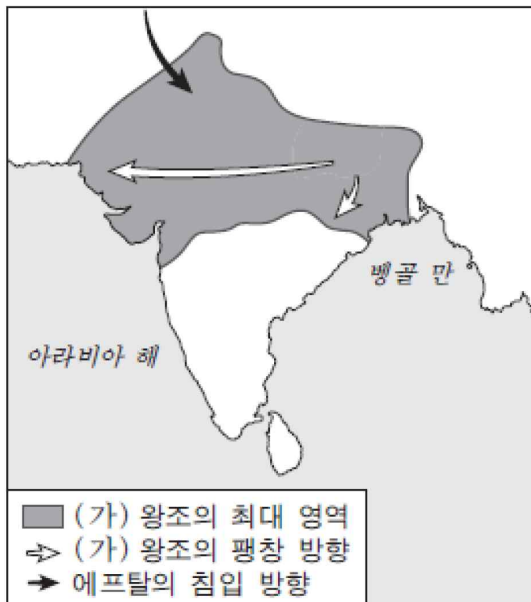 벵골 만
아라비아 해
(가) 왕조의 최대 영역
(가) 왕조의 팽창 방향
에프탈의 침입 방향